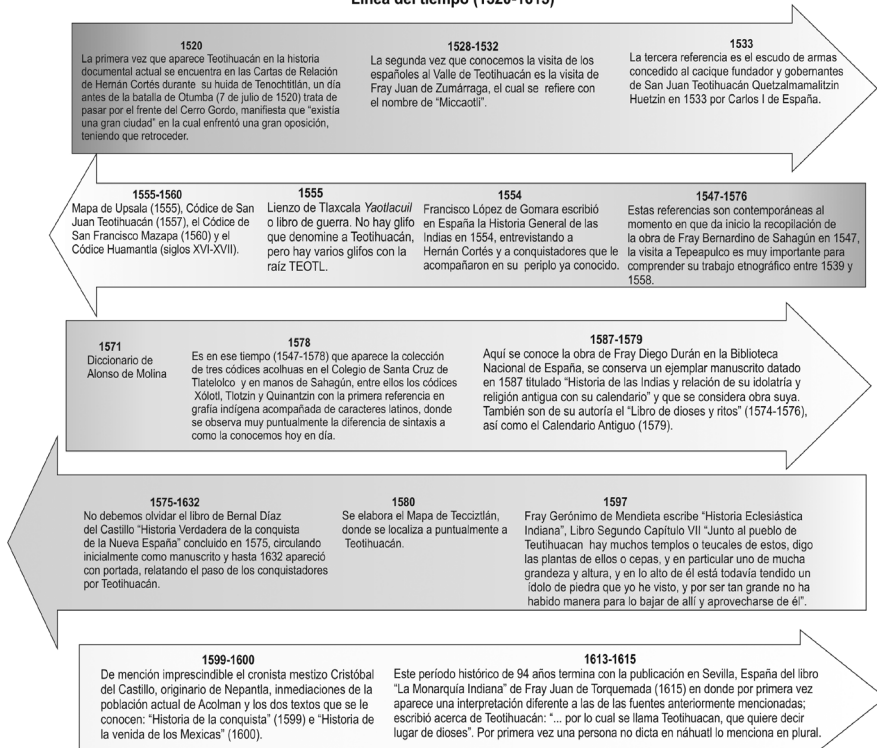 Línea del tiempo (1520-1615)
1520
La primera vez que aparece Teotihuacán en la historia
documental actual se encuentra en las Cartas de Relación
de Hernán Cortés durante su huida de Tenochtitlán, un día
antes de la batalla de Otumba (7 de julio de 1520) trata de
pasar por el frente del Cerro Gordo, manifiesta que “existía
una gran ciudad” en la cual enfrentó una gran oposición,
teniendo que retroceder.
1528-1532
La segunda vez que conocemos la visita de los
españoles al Valle de Teotihuacán es la visita de
Fray Juan de Zumárraga, el cual se refiere con
el nombre de “Miccaotli”.
1533
La tercera referencia es el escudo de armas
concedido al cacique fundador y gobernantes
de San Juan Teotihuacán Quetzalmamalitzin
Huetzin en 1533 por Carlos I de España.
1555-1560
Mapa de Upsala (1555), Códice de San
Juan Teotihuacán (1557), el Códice de
San Francisco Mazapa (1560) y el
Códice Huamantla (siglos XVI-XVII).
1555
Lienzo de Tlaxcala Yaotlacuil
o libro de guerra. No hay glifo
que denomine a Teotihuacán,
pero hay varios glifos con la
raíz TEOTL.
1554
Francisco López de Gomara escribió
en España la Historia General de las
Indias en 1554, entrevistando a
Hernán Cortés y a conquistadores que le
acompañaron en su periplo ya conocido.
1547-1576
Estas referencias son contemporáneas al
momento en que da inicio la recopilación de
la obra de Fray Bernardino de Sahagún en 1547,
la visita a Tepeapulco es muy importante para
comprender su trabajo etnográfico entre 1539 y
1558.
1571
Diccionario de
Alonso de Molina
1578
Es en ese tiempo (1547-1578) que aparece la colección
de tres códices acolhuas en el Colegio de Santa Cruz de
Tlatelolco y en manos de Sahagún, entre ellos los códices
Xólotl, Tlotzin y Quinantzin con la primera referencia en
grafía indígena acompañada de caracteres latinos, donde
se observa muy puntualmente la diferencia de sintaxis a
como la conocemos hoy en día.
1587-1579
Aquí se conoce la obra de Fray Diego Durán en la Biblioteca
Nacional de España, se conserva un ejemplar manuscrito datado
en 1587 titulado “Historia de las Indias y relación de su idolatría y
religión antigua con su calendario” y que se considera obra suya.
También son de su autoría el “Libro de dioses y ritos” (1574-1576),
así como el Calendario Antiguo (1579).
1575-1632
No debemos olvidar el libro de Bernal Díaz
del Castillo “Historia Verdadera de la conquista
de la Nueva España” concluido en 1575, circulando
inicialmente como manuscrito y hasta 1632 apareció
con portada, relatando el paso de los conquistadores
por Teotihuacán.
1580
Se elabora el Mapa de Tecciztlán,
donde se localiza a puntualmente a
Teotihuacán.
1597
Fray Gerónimo de Mendieta escribe “Historia Eclesiástica
Indiana”, Libro Segundo Capítulo VII “Junto al pueblo de
Teutihuacan hay muchos templos o teucales de estos, digo
las plantas de ellos o cepas, y en particular uno de mucha
grandeza y altura, y en lo alto de él está todavía tendido un
ídolo de piedra que yo he visto, y por ser tan grande no ha
habido manera para lo bajar de allí y aprovecharse de él”.
1599-1600
De mención imprescindible el cronista mestizo Cristóbal
del Castillo, originario de Nepantla, inmediaciones de la
población actual de Acolman y los dos textos que se le
conocen: “Historia de la conquista” (1599) e “Historia de
la venida de los Mexicas” (1600).
1613-1615
Este período histórico de 94 años termina con la publicación en Sevilla, España del libro
“La Monarquía Indiana” de Fray Juan de Torquemada (1615) en donde por primera vez
aparece una interpretación diferente a las de las fuentes anteriormente mencionadas;
escribió acerca de Teotihuacán: “... por lo cual se llama Teotihuacan, que quiere decir
lugar de dioses”. Por primera vez una persona no dicta en náhuatl lo menciona en plural.